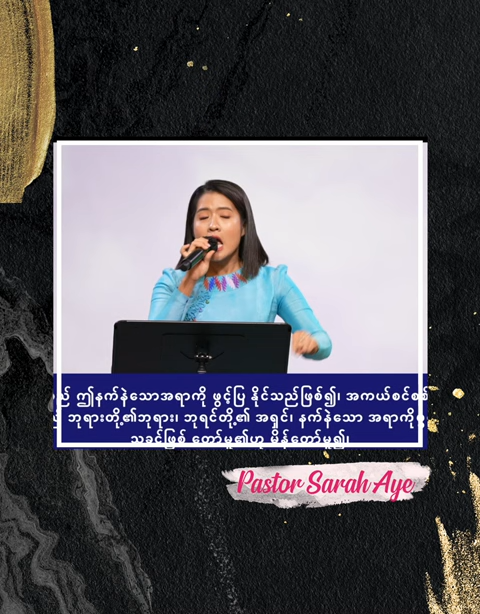 ည် ဤနက်နဲသောအရာကို ဖွင့်ပြ နိုင်သည်ဖြစ်၍၊ အကယ်စင်စစ်
ဘုရားတို့၏ဘုရား၊ ဘုရင်တို့၏ အရှင်၊ နက်နဲသော အရာကို
သခင်ဖြစ် တော်မူ၏ဟု မိန့်တော်မူ၏။
Pastor Sarah Aye